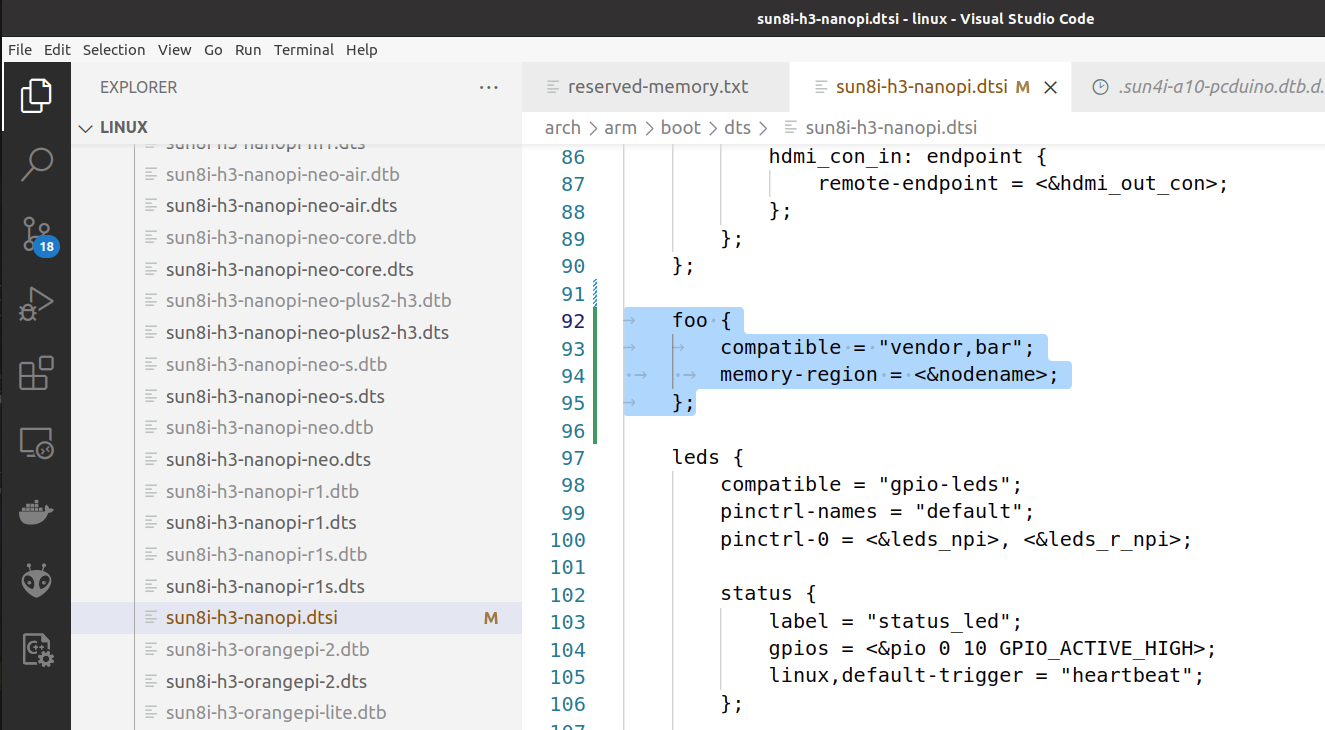 sun8i-h3-nanopi.dtsi - linux - Visual Studio Code
File Edit Selection View Go Run Terminal Help
EXPLORER ···
reserved-memory.txt
sun8i-h3-nanopi.dtsi M
.sun4i-a10-pcduino.dtb.d.
LINUX
arch > arm > boot > dts > sun8i-h3-nanopi.dtsi
sun8i-h3-nanopi-m1.dts
sun8i-h3-nanopi-neo-air.dtb
sun8i-h3-nanopi-neo-air.dts
sun8i-h3-nanopi-neo-core.dtb
18
sun8i-h3-nanopi-neo-core.dts
sun8i-h3-nanopi-neo-plus2-h3.dtb
sun8i-h3-nanopi-neo-plus2-h3.dts
sun8i-h3-nanopi-neo-s.dtb
sun8i-h3-nanopi-neo-s.dts
sun8i-h3-nanopi-neo.dtb
sun8i-h3-nanopi-neo.dts
sun8i-h3-nanopi-r1.dtb
sun8i-h3-nanopi-r1.dts
sun8i-h3-nanopi-r1s.dtb
sun8i-h3-nanopi-r1s.dts
sun8i-h3-nanopi.dtsi M
sun8i-h3-orangepi-2.dtb
sun8i-h3-orangepi-2.dts
sun8i-h3-orangepi-lite.dtb
86 hdmi_con_in: endpoint {
87 remote-endpoint = <&hdmi_out_con>;
88 };
89 };
90 };
91
92 foo {
93 compatible = "vendor,bar";
94 memory-region = <&nodename>;
95 };
96
97 leds {
98 compatible = "gpio-leds";
99 pinctrl-names = "default";
100 pinctrl-0 = <&leds_npi>, <&leds_r_npi>;
101
102 status {
103 label = "status_led";
104 gpios = <&pio 0 10 GPIO_ACTIVE_HIGH>;
105 linux,default-trigger = "heartbeat";
106 };
107